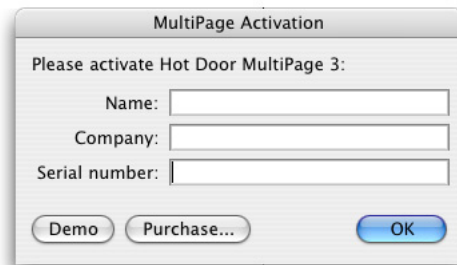 MultiPage Activation
Please activate Hot Door MultiPage 3:
Name:
Company:
Serial number:
Demo Purchase... OK